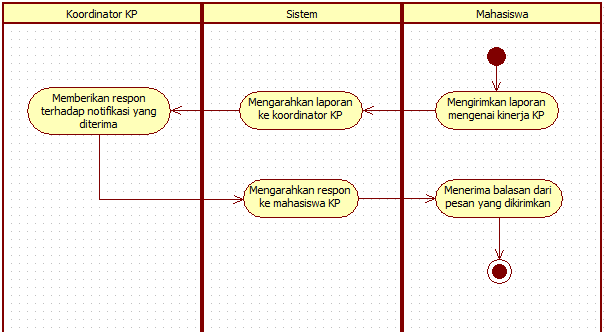 Koordinator KP
Sistem
Mahasiswa
Memberikan respon
terhadap notifikasi yang
diterima
Mengarahkan laporan
ke koordinator KP
Mengirimkan laporan
mengenai kinerja KP
Mengarahkan respon
ke mahasiswa KP
Menerima balasan dari
pesan yang dikirimkan